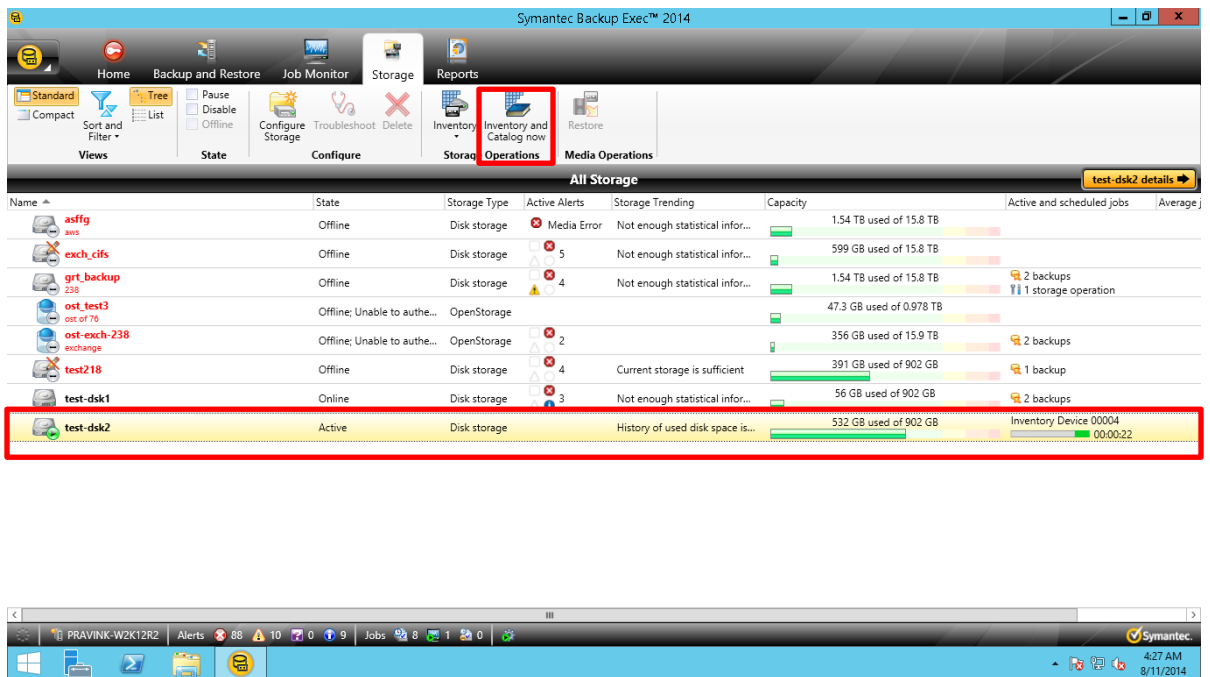 Symantec Backup Exec™ 2014
Home Backup and Restore Job Monitor Storage Reports
Standard
Compact
Sort and Filter
Tree
List
Views
Pause
Disable
Offline
State
Configure Storage
Troubleshoot
Delete
Configure
Inventory
Inventory and Catalog now
Storag Operations
Restore
Media Operations
All Storage
test-dsk2 details
Name State Storage Type Active Alerts Storage Trending Capacity Active and scheduled jobs Average j
asffg Offline Disk storage Media Error Not enough statistical infor... 1.54 TB used of 15.8 TB
aws
exch_cifs Offline Disk storage 5 Not enough statistical infor... 599 GB used of 15.8 TB
grt_backup Offline Disk storage 4 Not enough statistical infor... 1.54 TB used of 15.8 TB 2 backups
238 1 storage operation
ost_test3 Offline; Unable to authe... OpenStorage 47.3 GB used of 0.978 TB
ost of 76
ost-exch-238 Offline; Unable to authe... OpenStorage 2 356 GB used of 15.9 TB 2 backups
exchange
test218 Offline Disk storage 4 Current storage is sufficient 391 GB used of 902 GB 1 backup
test-dsk1 Online Disk storage 3 Not enough statistical infor... 56 GB used of 902 GB 2 backups
test-dsk2 Active Disk storage History of used disk space is... 532 GB used of 902 GB Inventory Device 00004
00:00:22
PRAVINK-W2K12R2 Alerts 88 10 0 9 Jobs 8 1 0 Symantec.
4:27 AM
8/11/2014